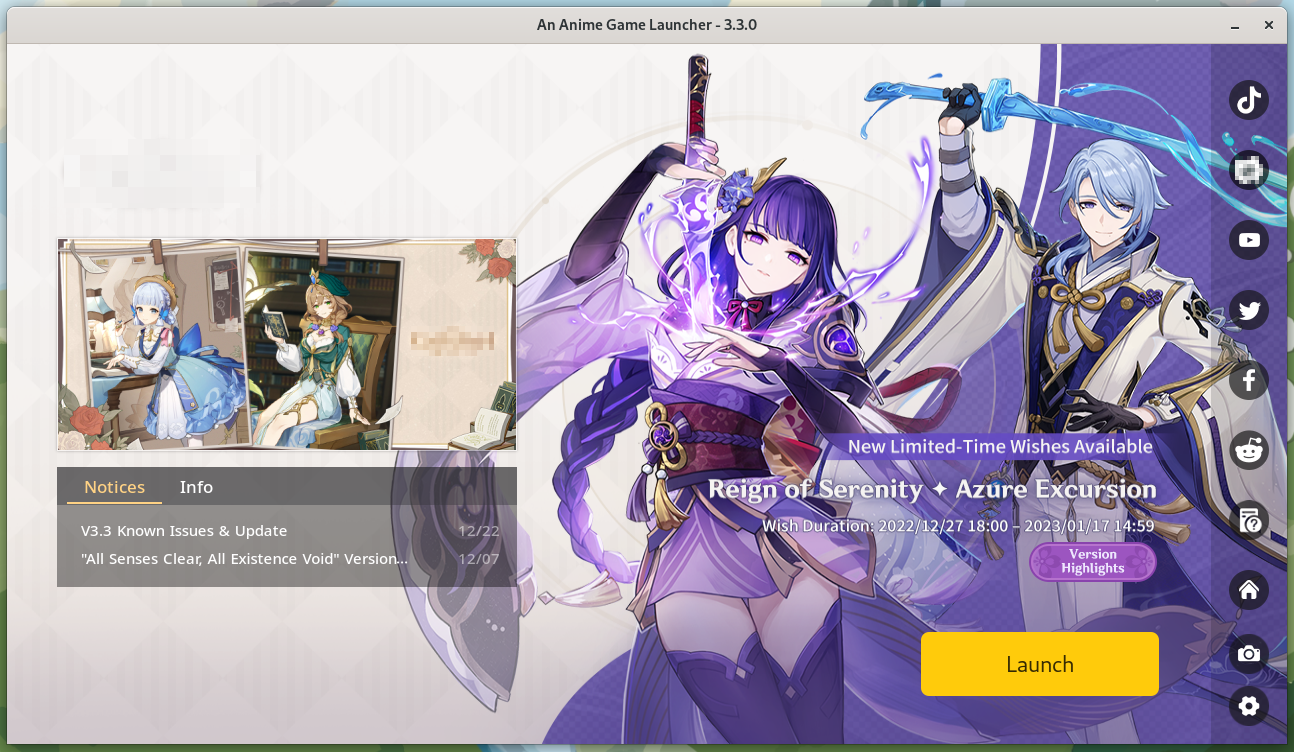 An Anime Game Launcher - 3.3.0
Notices Info
V3.3 Known Issues & Update 12/22
"All Senses Clear, All Existence Void" Version... 12/07
New Limited-Time Wishes Available
Reign of Serenity ✦ Azure Excursion
Wish Duration: 2022/12/27 18:00 – 2023/01/17 14:59
Version
Highlights
Launch